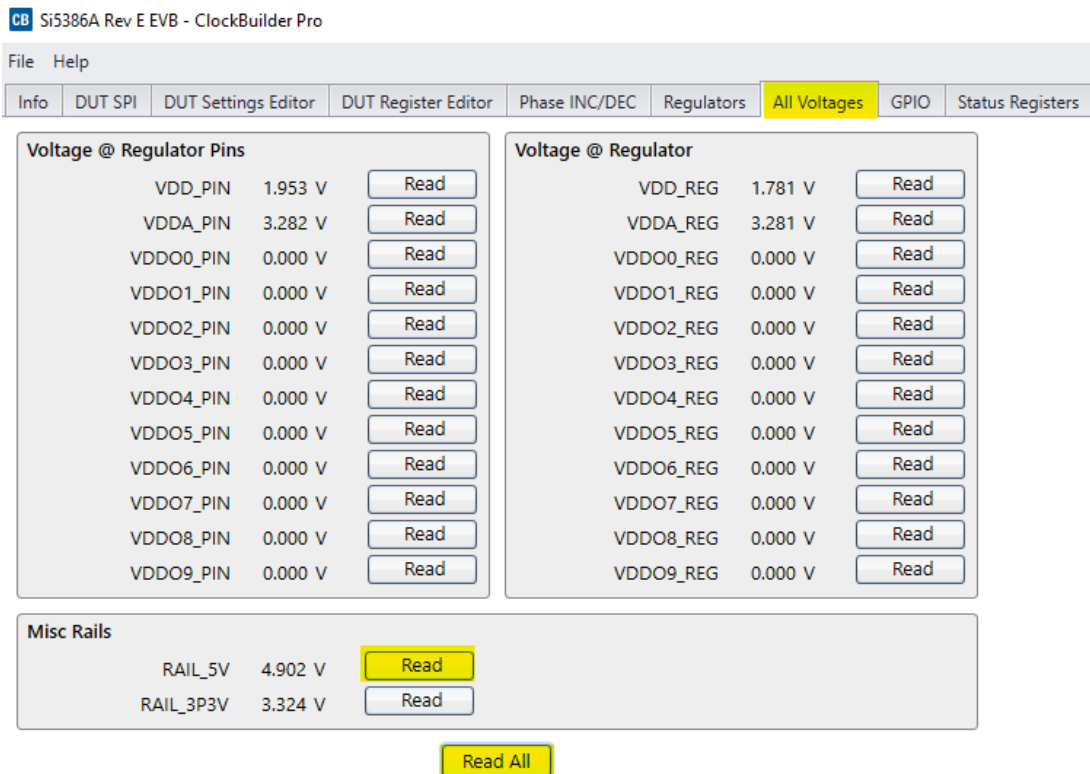 CB Si5386A Rev E EVB - ClockBuilder Pro
File Help
Info DUT SPI DUT Settings Editor DUT Register Editor Phase INC/DEC Regulators All Voltages GPIO Status Registers
Voltage @ Regulator Pins
VDD_PIN 1.953 V Read
VDDA_PIN 3.282 V Read
VDDO0_PIN 0.000 V Read
VDDO1_PIN 0.000 V Read
VDDO2_PIN 0.000 V Read
VDDO3_PIN 0.000 V Read
VDDO4_PIN 0.000 V Read
VDDO5_PIN 0.000 V Read
VDDO6_PIN 0.000 V Read
VDDO7_PIN 0.000 V Read
VDDO8_PIN 0.000 V Read
VDDO9_PIN 0.000 V Read
Voltage @ Regulator
VDD_REG 1.781 V Read
VDDA_REG 3.281 V Read
VDDO0_REG 0.000 V Read
VDDO1_REG 0.000 V Read
VDDO2_REG 0.000 V Read
VDDO3_REG 0.000 V Read
VDDO4_REG 0.000 V Read
VDDO5_REG 0.000 V Read
VDDO6_REG 0.000 V Read
VDDO7_REG 0.000 V Read
VDDO8_REG 0.000 V Read
VDDO9_REG 0.000 V Read
Misc Rails
RAIL_5V 4.902 V Read
RAIL_3P3V 3.324 V Read
Read All